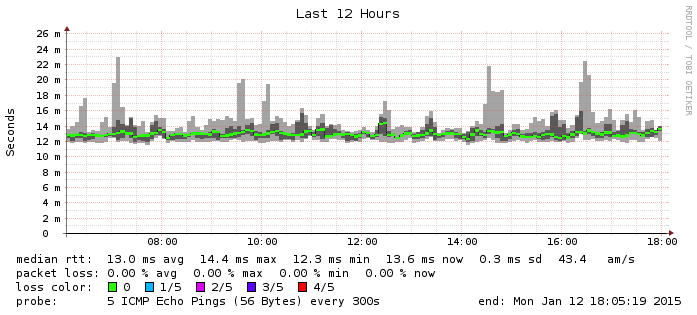 Last 12 Hours
RRDTOOL / TOBI OETIKER
Seconds
26 m
24 m
22 m
20 m
18 m
16 m
14 m
12 m
10 m
8 m
6 m
4 m
2 m
0
08:00 10:00 12:00 14:00 16:00 18:00
median rtt: 13.0 ms avg 14.4 ms max 12.3 ms min 13.6 ms now 0.3 ms sd 43.4 am/s
packet loss: 0.00 % avg 0.00 % max 0.00 % min 0.00 % now
loss color: 0 1/5 2/5 3/5 4/5
probe: 5 ICMP Echo Pings (56 Bytes) every 300s end: Mon Jan 12 18:05:19 2015